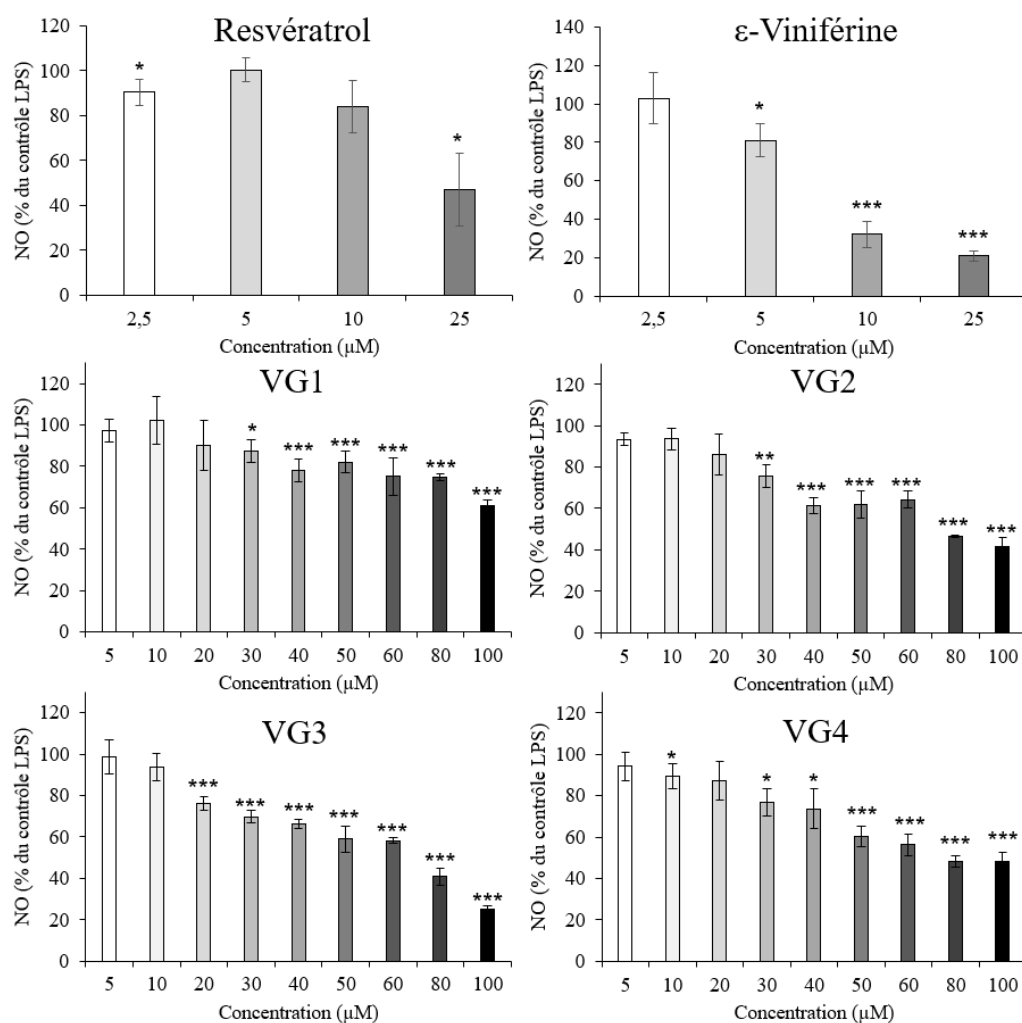 Resvératrol
NO (% du contrôle LPS)
120
100
80
60
40
20
0
* *
2,5 5 10 25
Concentration (µM)
ε-Viniférine
NO (% du contrôle LPS)
140
120
100
80
60
40
20
0
* *** ***
2,5 5 10 25
Concentration (µM)
VG1
NO (% du contrôle LPS)
120
100
80
60
40
20
0
* *** *** *** *** ***
5 10 20 30 40 50 60 80 100
Concentration (µM)
VG2
NO (% du contrôle LPS)
120
100
80
60
40
20
0
** *** *** *** *** ***
5 10 20 30 40 50 60 80 100
Concentration (µM)
VG3
NO (% du contrôle LPS)
120
100
80
60
40
20
0
*** *** *** *** *** *** ***
5 10 20 30 40 50 60 80 100
Concentration (µM)
VG4
NO (% du contrôle LPS)
120
100
80
60
40
20
0
* * * *** *** *** ***
5 10 20 30 40 50 60 80 100
Concentration (µM)